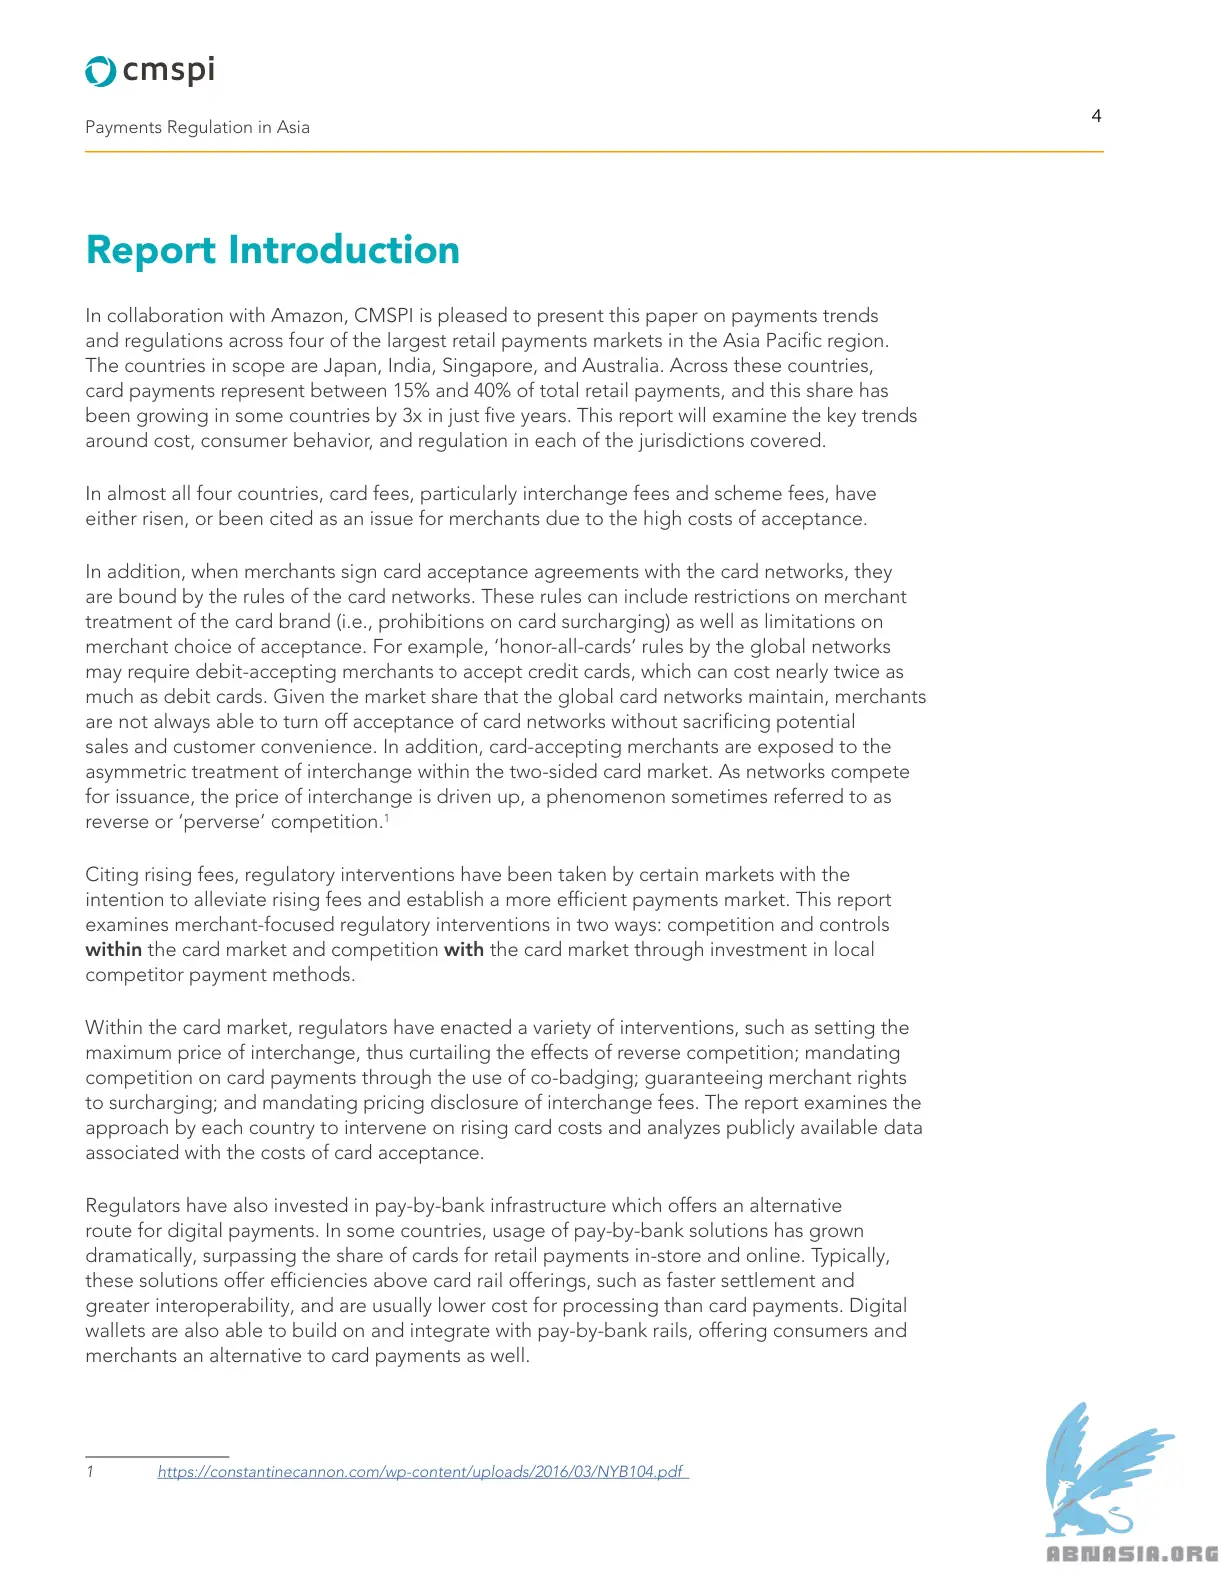 cmspi
4
Payments Regulation in Asia
Report Introduction
In collaboration with Amazon, CMSPI is pleased to present this paper on payments trends
and regulations across four of the largest retail payments markets in the Asia Pacific region.
The countries in scope are Japan, India, Singapore, and Australia. Across these countries,
card payments represent between 15% and 40% of total retail payments, and this share has
been growing in some countries by 3x in just five years. This report will examine the key trends
around cost, consumer behavior, and regulation in each of the jurisdictions covered.
In almost all four countries, card fees, particularly interchange fees and scheme fees, have
either risen, or been cited as an issue for merchants due to the high costs of acceptance.
In addition, when merchants sign card acceptance agreements with the card networks, they
are bound by the rules of the card networks. These rules can include restrictions on merchant
treatment of the card brand (i.e., prohibitions on card surcharging) as well as limitations on
merchant choice of acceptance. For example, ‘honor-all-cards’ rules by the global networks
may require debit-accepting merchants to accept credit cards, which can cost nearly twice as
much as debit cards. Given the market share that the global card networks maintain, merchants
are not always able to turn off acceptance of card networks without sacrificing potential
sales and customer convenience. In addition, card-accepting merchants are exposed to the
asymmetric treatment of interchange within the two-sided card market. As networks compete
for issuance, the price of interchange is driven up, a phenomenon sometimes referred to as
reverse or ‘perverse’ competition.1
Citing rising fees, regulatory interventions have been taken by certain markets with the
intention to alleviate rising fees and establish a more efficient payments market. This report
examines merchant-focused regulatory interventions in two ways: competition and controls
within the card market and competition with the card market through investment in local
competitor payment methods.
Within the card market, regulators have enacted a variety of interventions, such as setting the
maximum price of interchange, thus curtailing the effects of reverse competition; mandating
competition on card payments through the use of co-badging; guaranteeing merchant rights
to surcharging; and mandating pricing disclosure of interchange fees. The report examines the
approach by each country to intervene on rising card costs and analyzes publicly available data
associated with the costs of card acceptance.
Regulators have also invested in pay-by-bank infrastructure which offers an alternative
route for digital payments. In some countries, usage of pay-by-bank solutions has grown
dramatically, surpassing the share of cards for retail payments in-store and online. Typically,
these solutions offer efficiencies above card rail offerings, such as faster settlement and
greater interoperability, and are usually lower cost for processing than card payments. Digital
wallets are also able to build on and integrate with pay-by-bank rails, offering consumers and
merchants an alternative to card payments as well.
1 https://constantinecannon.com/wp-content/uploads/2016/03/NYB104.pdf
ABNASIA.ORG